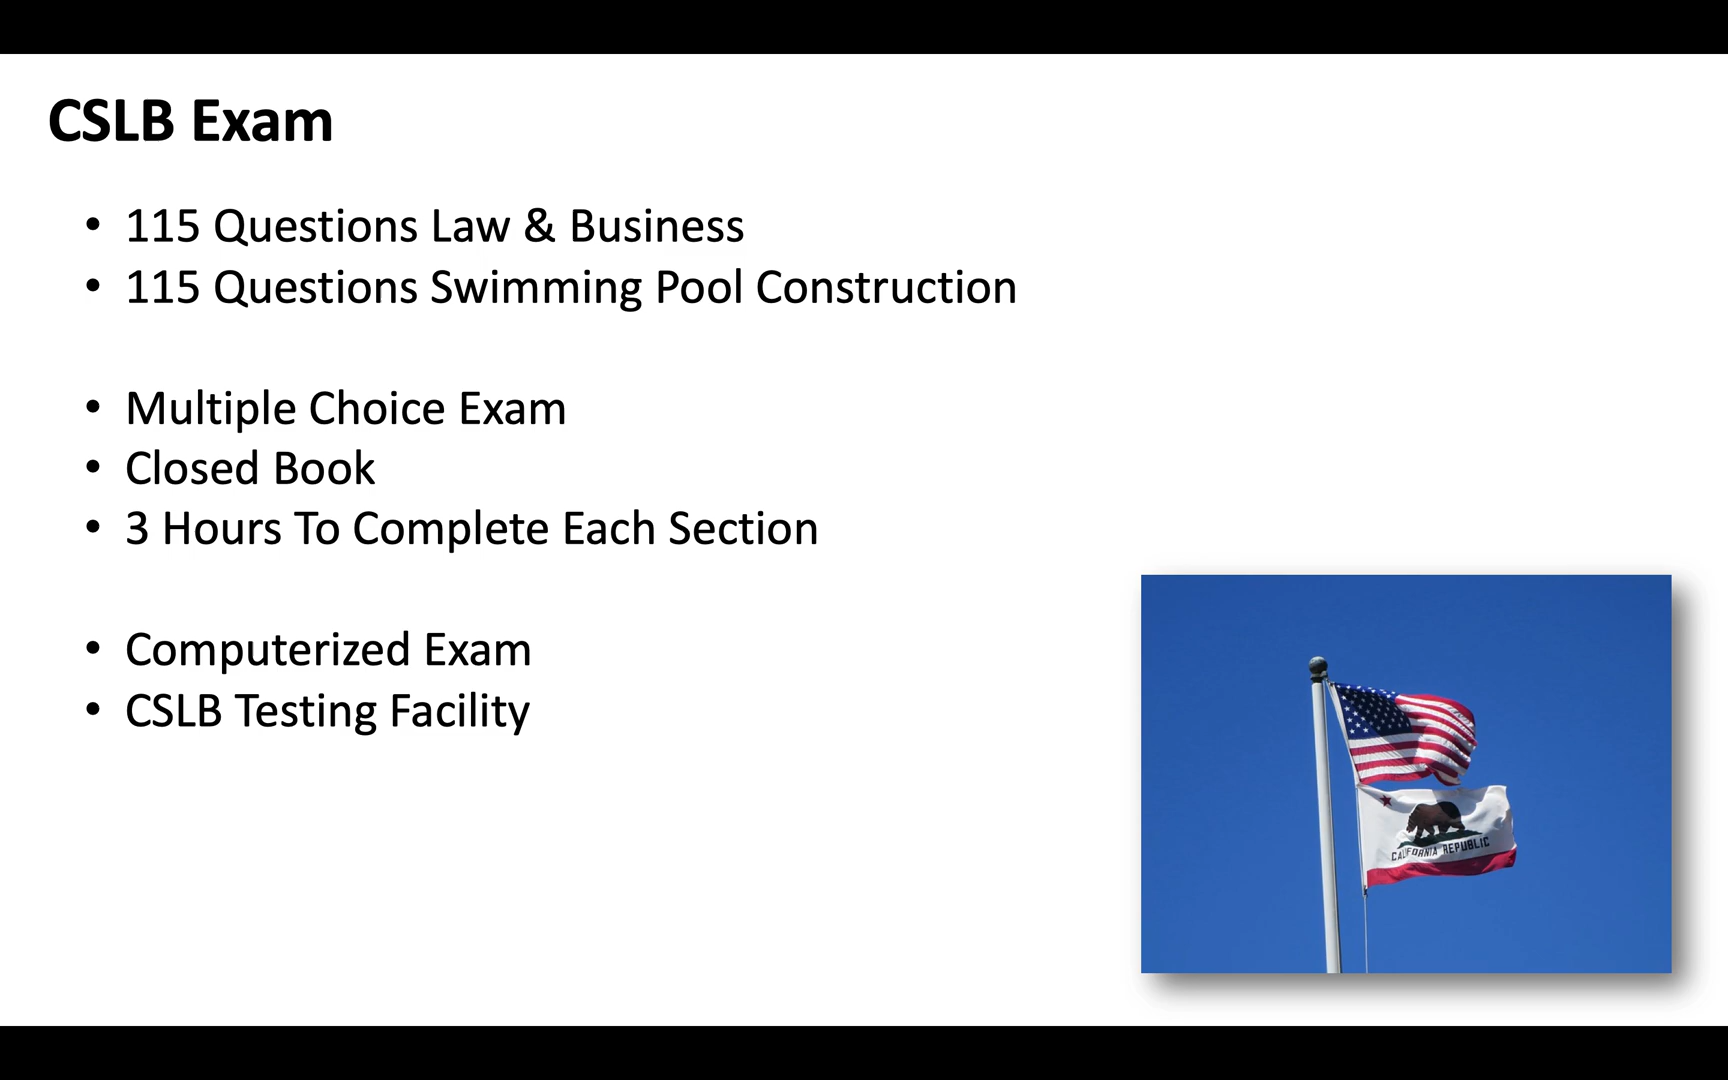 CSLB Exam
• 115 Questions Law & Business
• 115 Questions Swimming Pool Construction
• Multiple Choice Exam
• Closed Book
• 3 Hours To Complete Each Section
• Computerized Exam
• CSLB Testing Facility
CALIFORNIA REPUBLIC